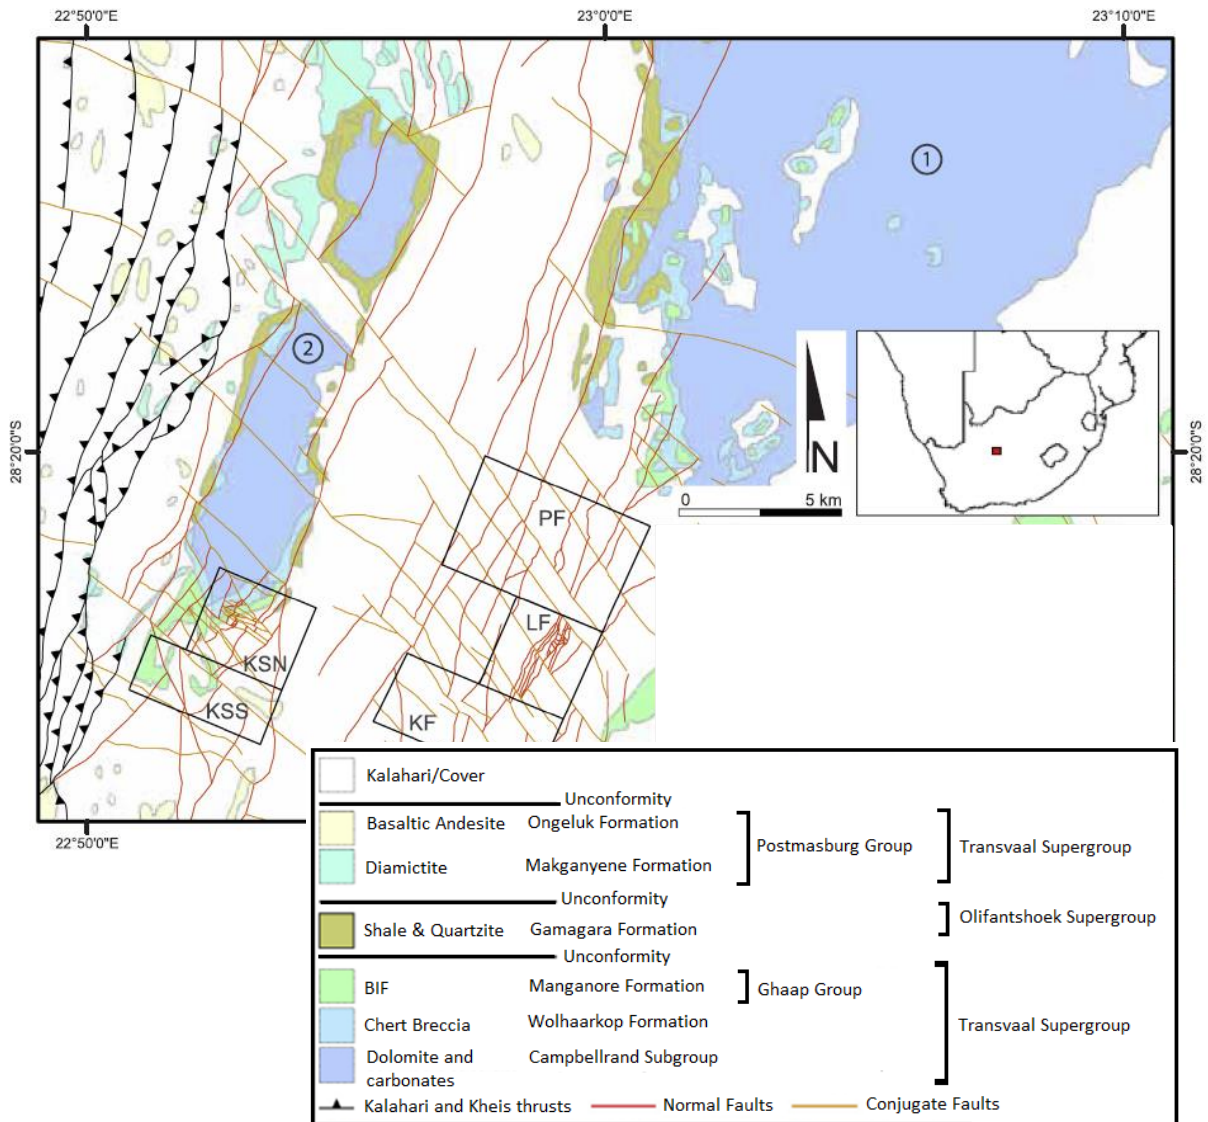 22°50'0"E 23°0'0"E 23°10'0"E
1
2
28°20'0"S
28°20'0"S
N
0 5 km
PF
LF
KSN
KSS
KF
22°50'0"E
Kalahari/Cover
Unconformity
Basaltic Andesite Ongeluk Formation
Postmasburg Group Transvaal Supergroup
Diamictite Makganyene Formation
Unconformity
Olifantshoek Supergroup
Shale & Quartzite Gamagara Formation
Unconformity
BIF Manganore Formation Ghaap Group
Chert Breccia Wolhaarkop Formation
Transvaal Supergroup
Dolomite and Campbellrand Subgroup
carbonates
Kalahari and Kheis thrusts Normal Faults Conjugate Faults